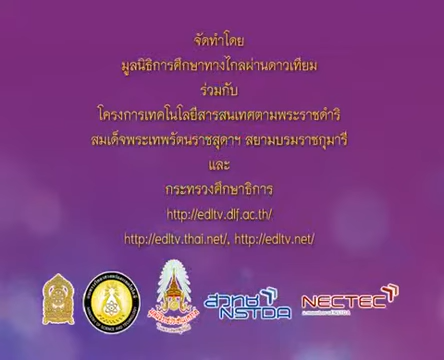 จัดทำโดย
มูลนิธิการศึกษาทางไกลผ่านดาวเทียม
ร่วมกับ
โครงการเทคโนโลยีสารสนเทศตามพระราชดำริ
สมเด็จพระเทพรัตนราชสุดาฯ สยามบรมราชกุมารี
และ
กระทรวงศึกษาธิการ
http://edltv.dlf.ac.th/
http://edltv.thai.net/, http://edltv.net/
สวทช NECTEC
NSTDA